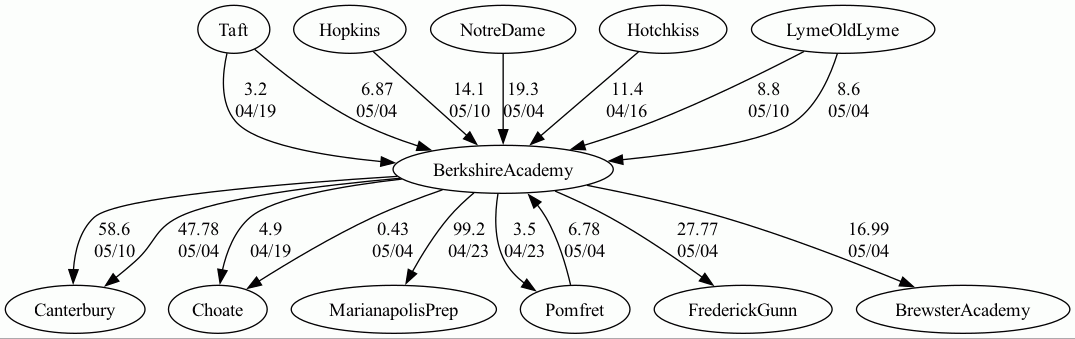 Taft
Hopkins
NotreDame
Hotchkiss
LymeOldLyme
3.2
04/19
6.87
05/04
14.1
05/10
19.3
05/04
11.4
04/16
8.8
05/10
8.6
05/04
BerkshireAcademy
58.6
05/10
47.78
05/04
4.9
04/19
0.43
05/04
99.2
04/23
3.5
04/23
6.78
05/04
27.77
05/04
16.99
05/04
Canterbury
Choate
MarianapolisPrep
Pomfret
FrederickGunn
BrewsterAcademy